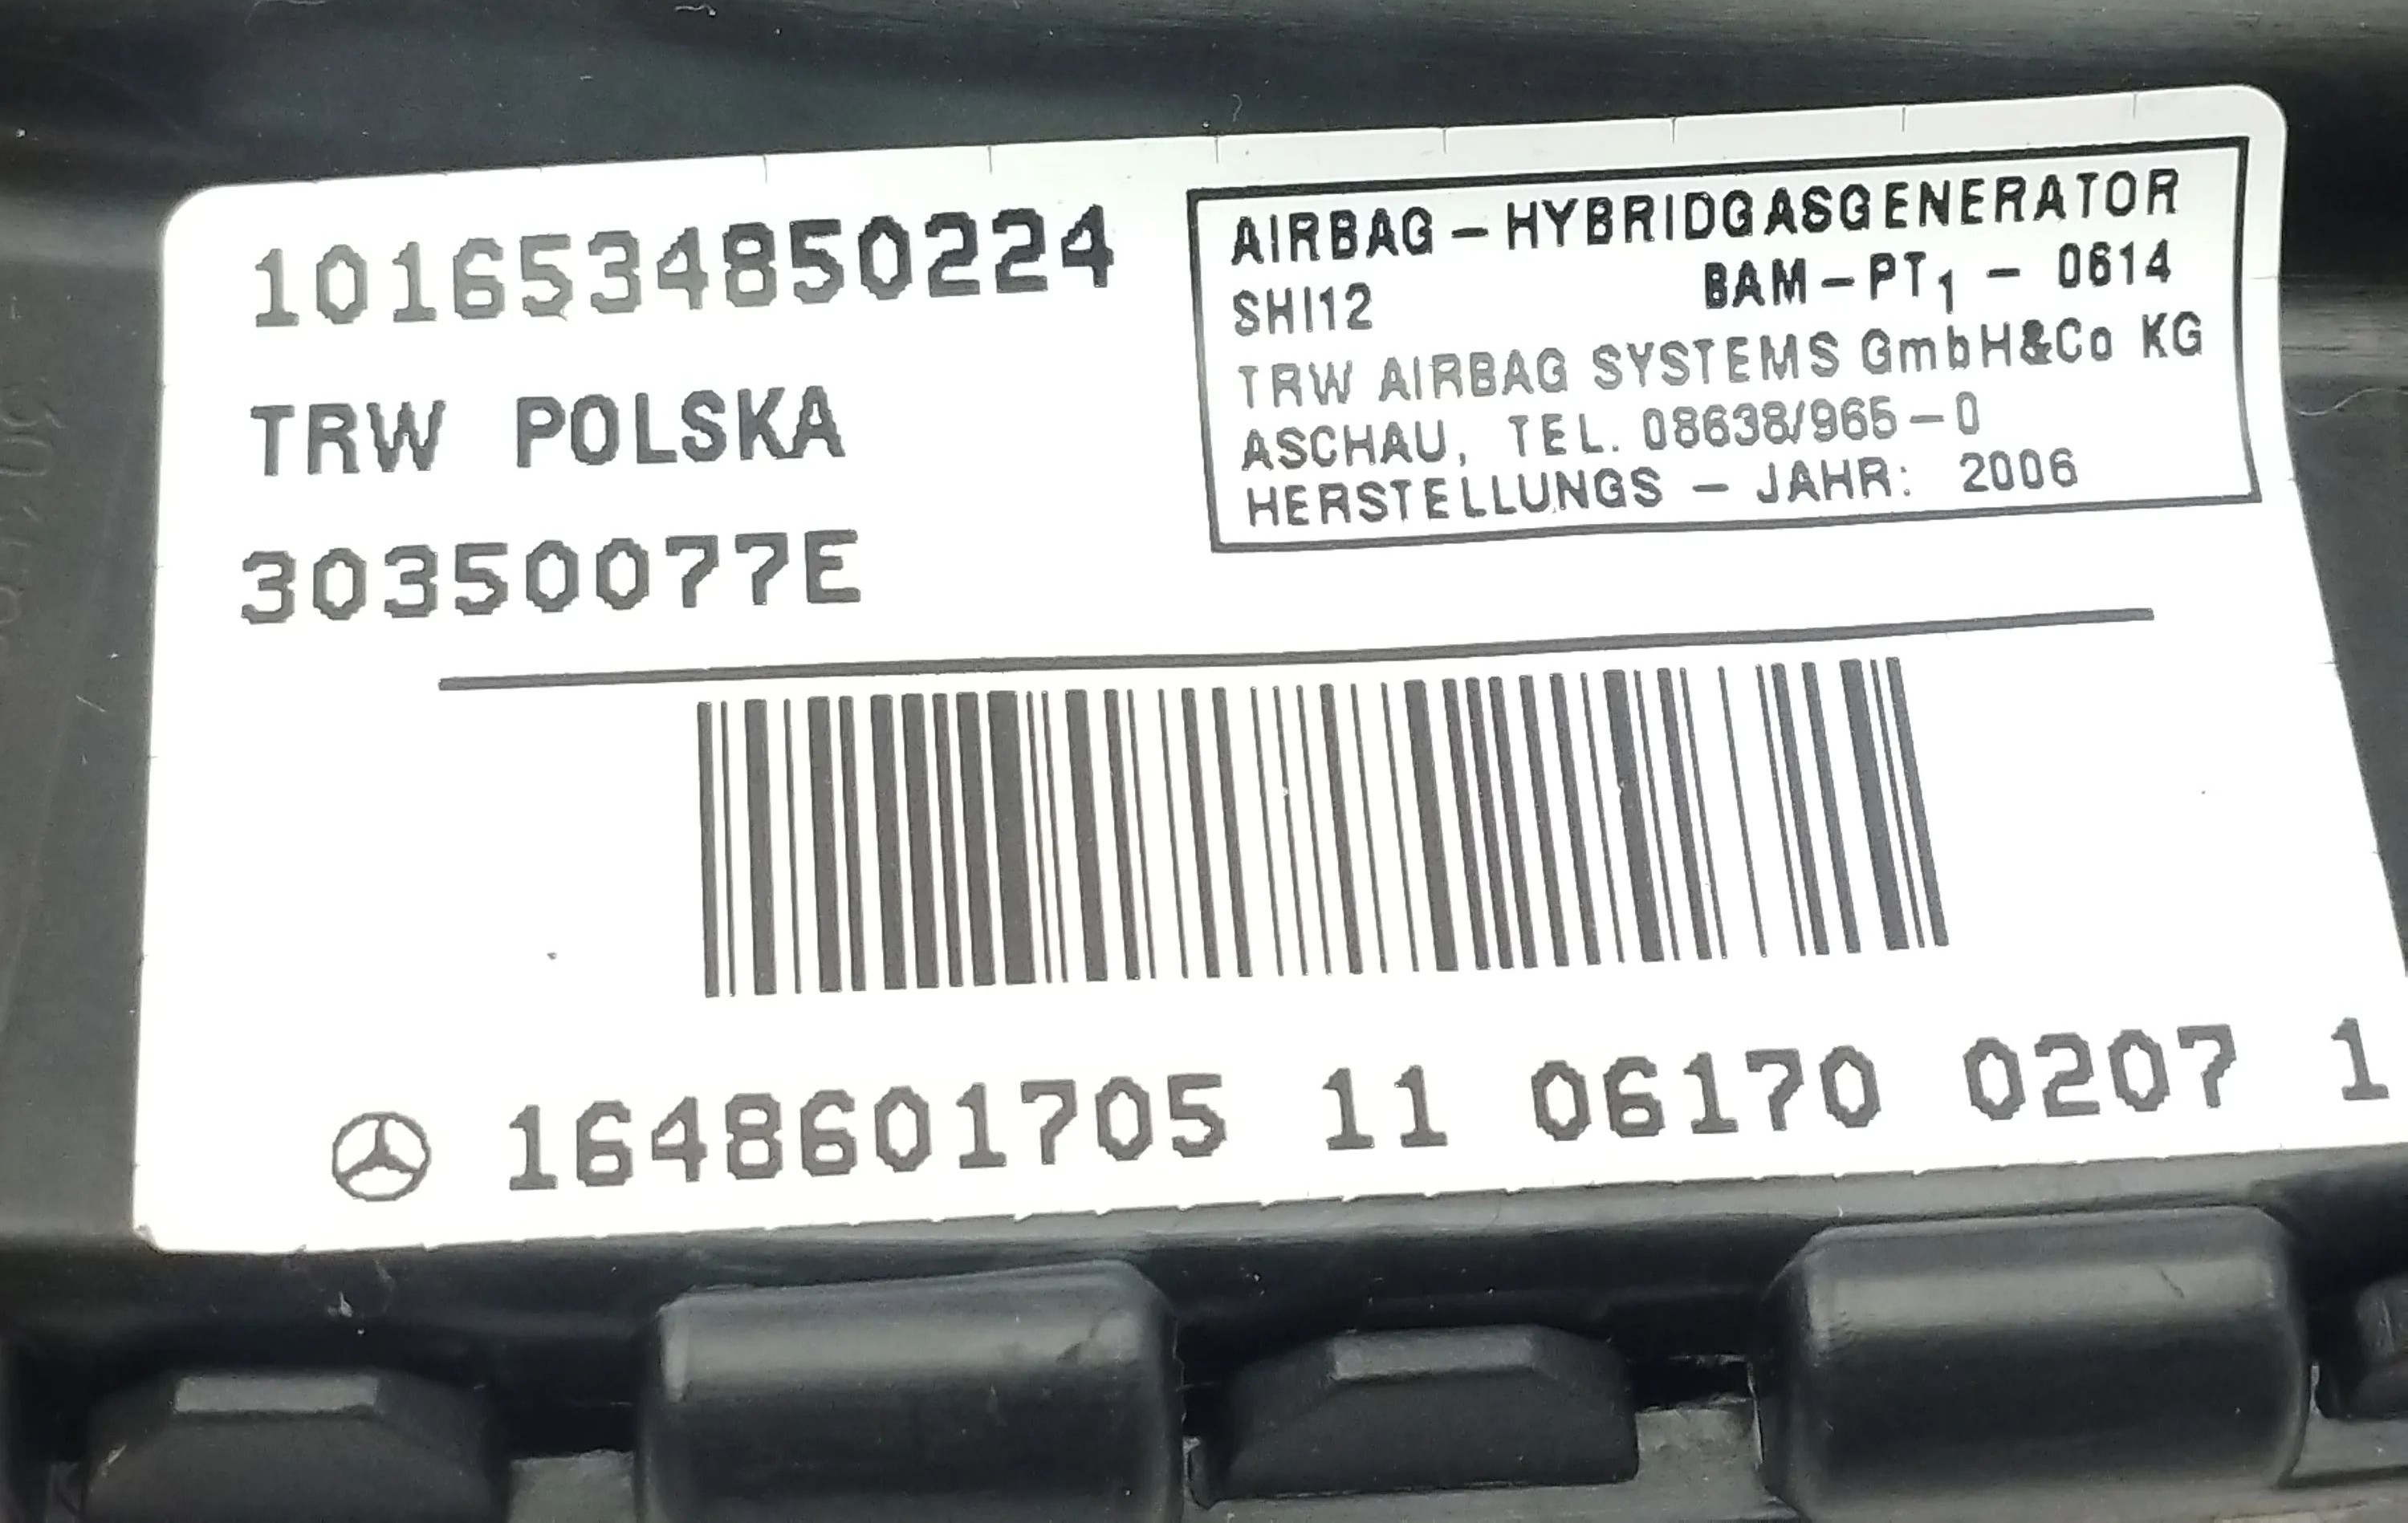 1016534850224
TRW POLSKA
30350077E
AIRBAG – HYBRIDGASGENERATOR
SHI12 BAM – PT1 – 0614
TRW AIRBAG SYSTEMS GmbH&Co KG
ASCHAU, TEL. 08638/965 – 0
HERSTELLUNGS – JAHR: 2006
1648601705 11 06170 0207 1